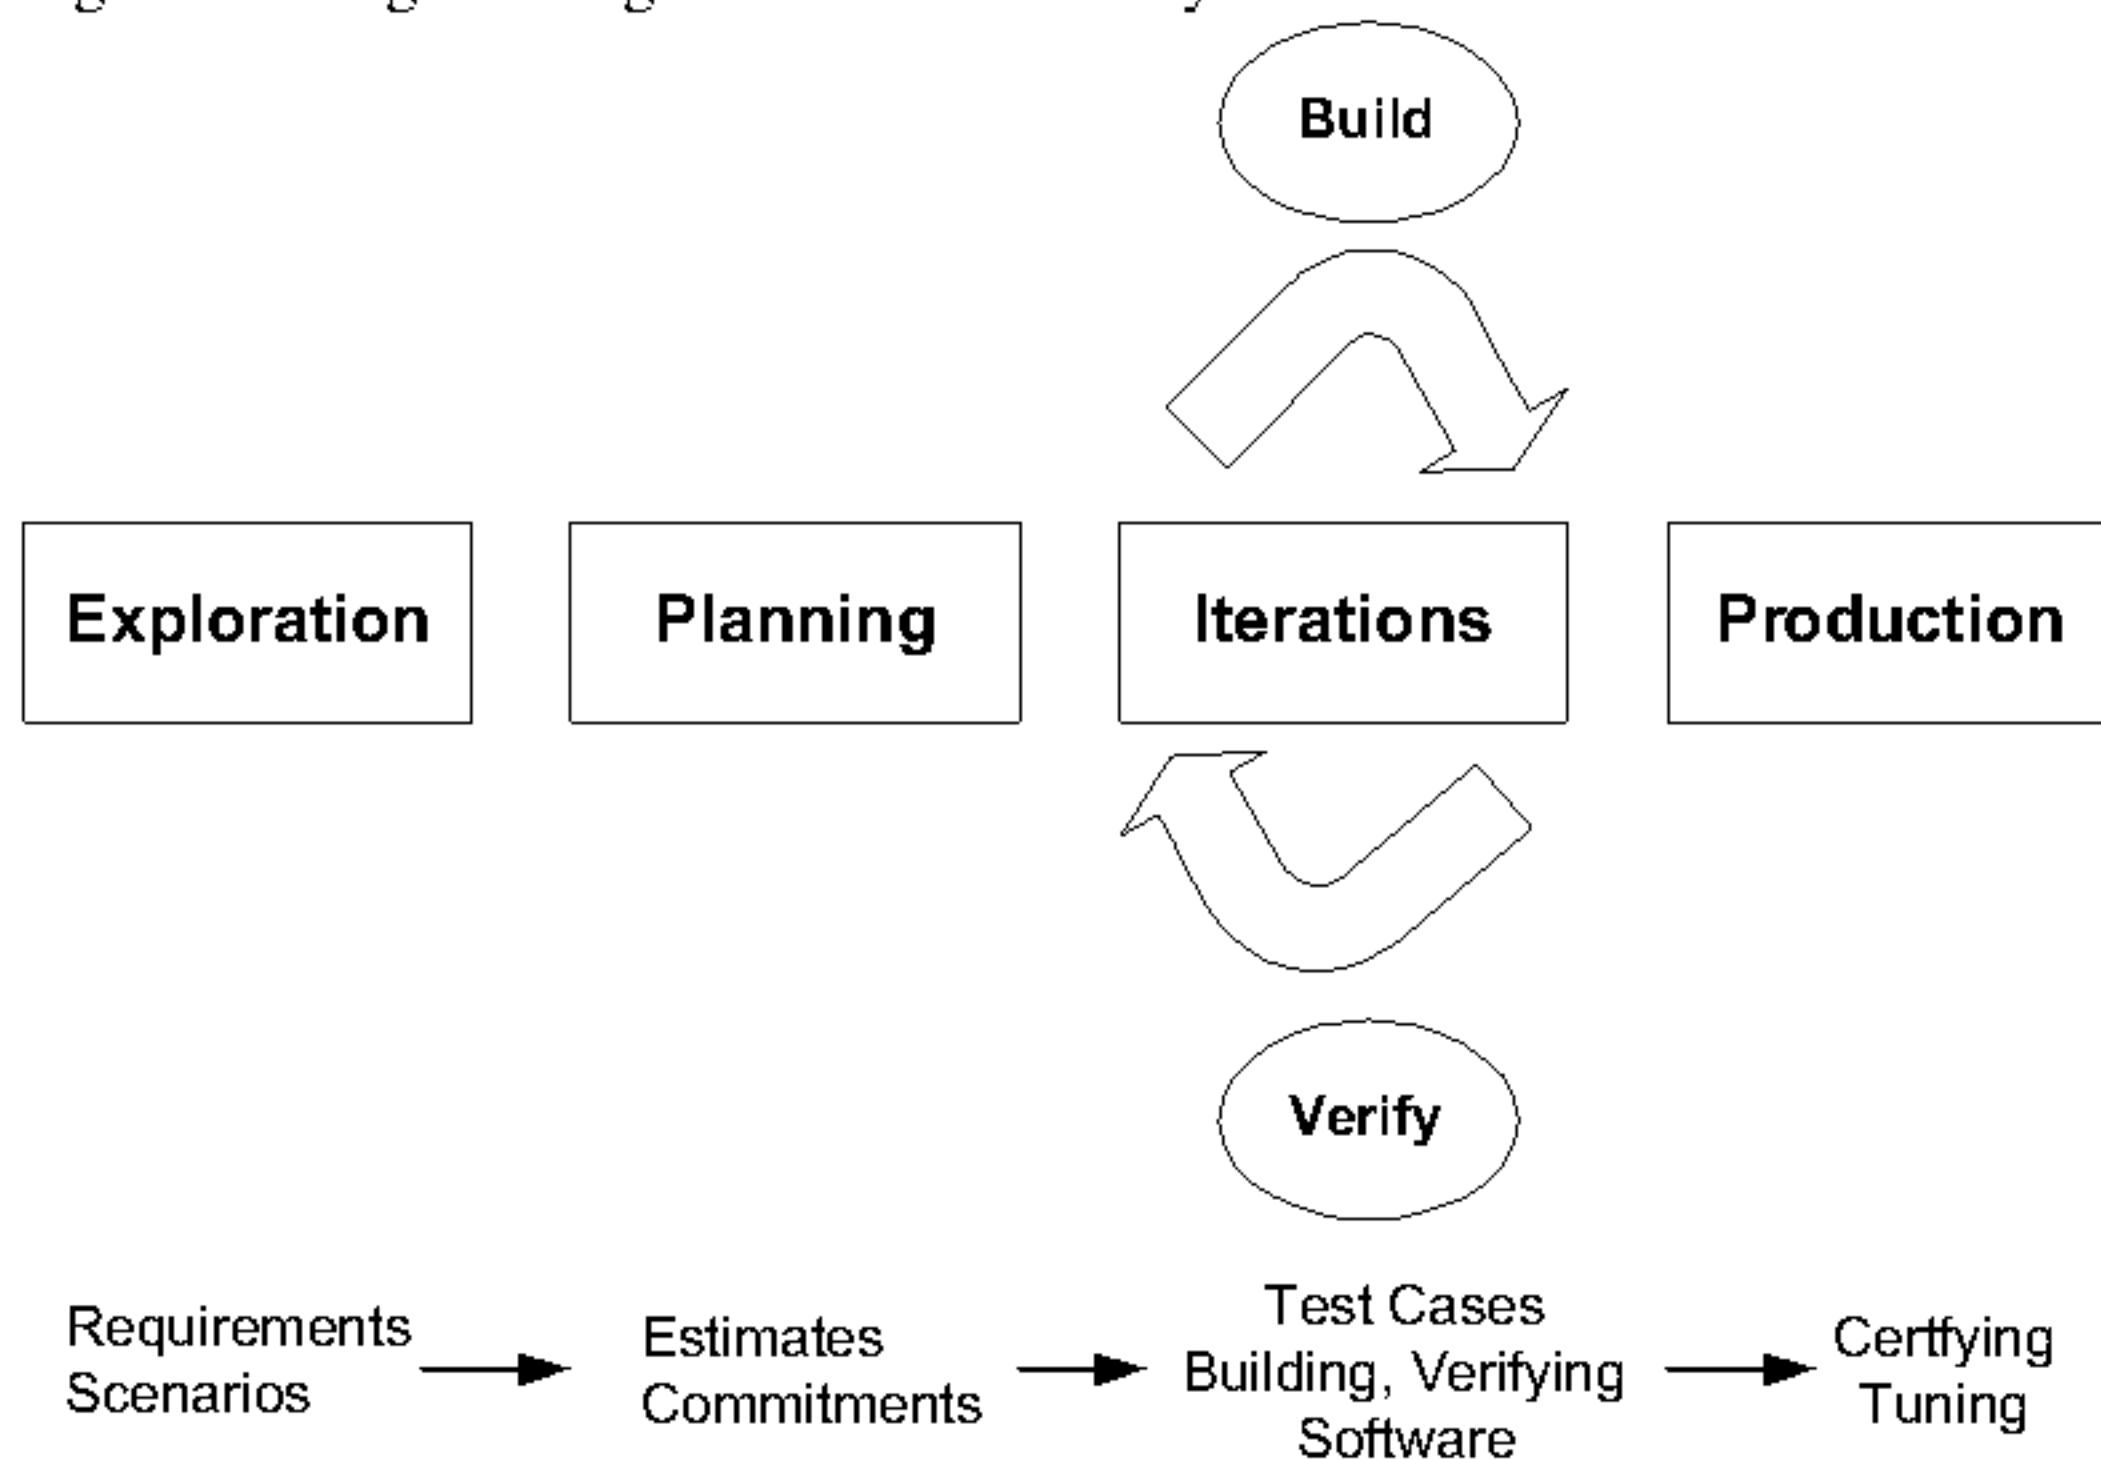 Build
Exploration
Planning
Iterations
Production
Verify
Requirements
Scenarios
Estimates
Commitments
Test Cases
Building, Verifying
Software
Certfying
Tuning